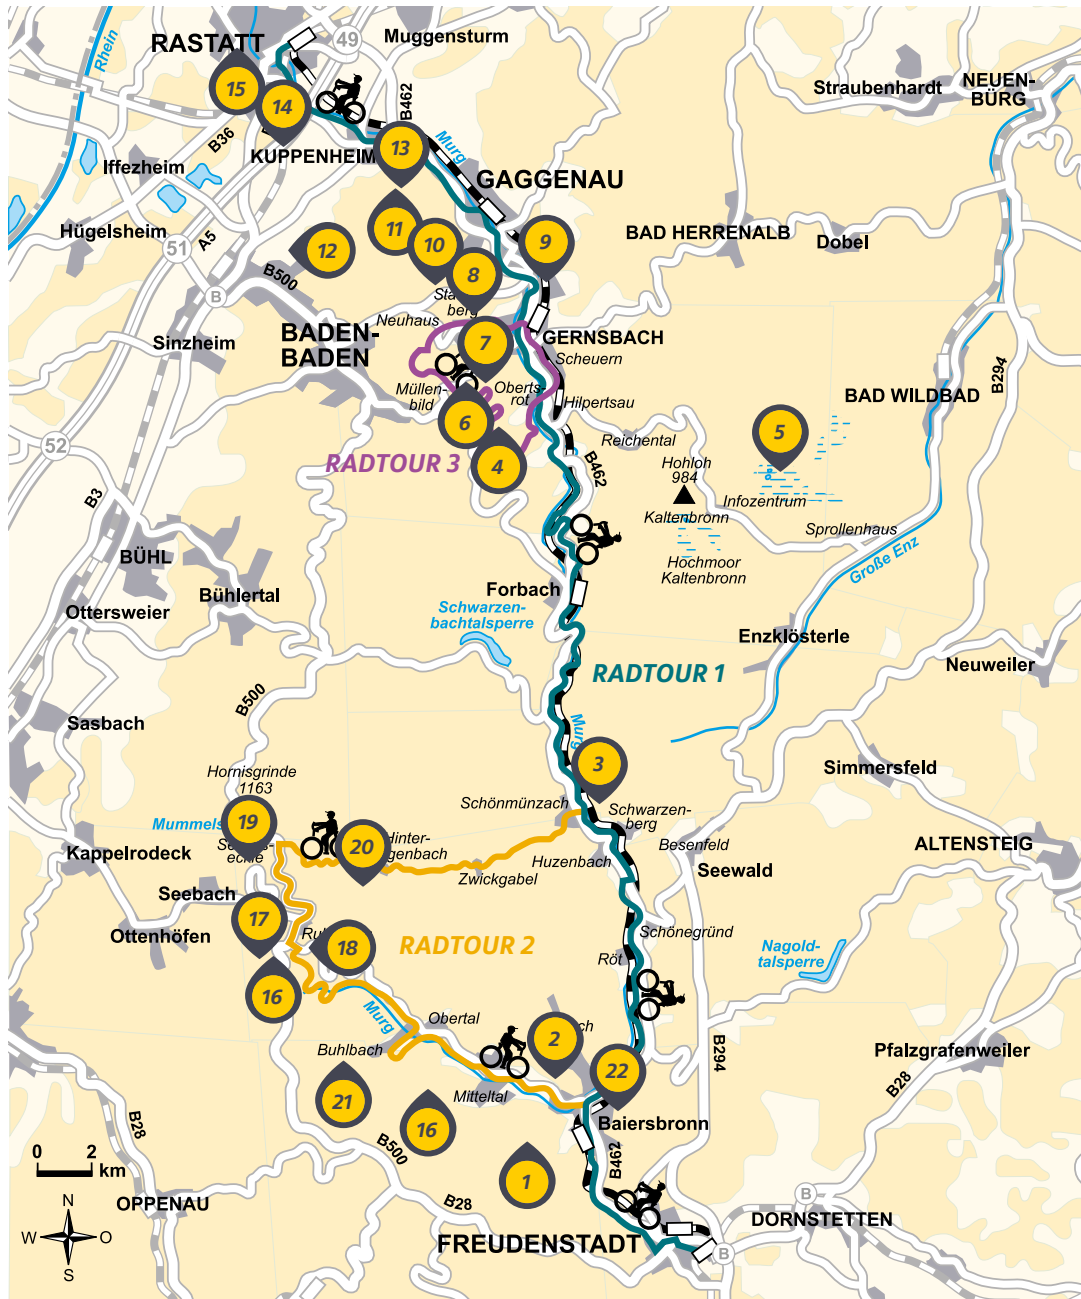 Rhein
RASTATT
49
Muggensturm
B462
Straubenhardt
NEUEN-
BÜRG
15
14
B36
KUPPENHEIM
13
Murg
GAGGENAU
Iffezheim
Hügelsheim
51
A5
11
10
12
9
8
B500
B
BAD HERRENALB
Dobel
Sta
berg
Neuhaus
BADEN-
BADEN
Sinzheim
7
GERNSBACH
Scheuern
Müllen-
bild
Oberts-
rot
Hilpertsau
B294
BAD WILDBAD
6
5
52
RADTOUR 3
4
Reichental
B462
Hohloh
984
B3
Kaltenbronn
Infozentrum
Sprollenhaus
Hochmoor
Kaltenbronn
Große Enz
BÜHL
Bühlertal
Ottersweier
Forbach
Schwarzen-
bachtalsperre
Enzklösterle
Neuweiler
RADTOUR 1
B500
Sasbach
Murg
3
Simmersfeld
Hornisgrinde
1163
Schönmünzach
Schwarzen-
berg
Mummels
19
20
Hinter-
genbach
eckle
Kappelrodeck
Zwickgabel
Huzenbach
Besenfeld
Seewald
ALTENSTEIG
Seebach
Ottenhöfen
17
18
RADTOUR 2
Schönegründ
Röt
Nagold-
talsperre
16
Murg
Obertal
2
ch
Buhlbach
B294
Pfalzgrafenweiler
22
21
Mitteltal
16
Baiersbronn
B28
B28
B500
B462
1
0 2
km
N
W O
S
OPPENAU
B28
B
DORNSTETTEN
FREUDENSTADT
B